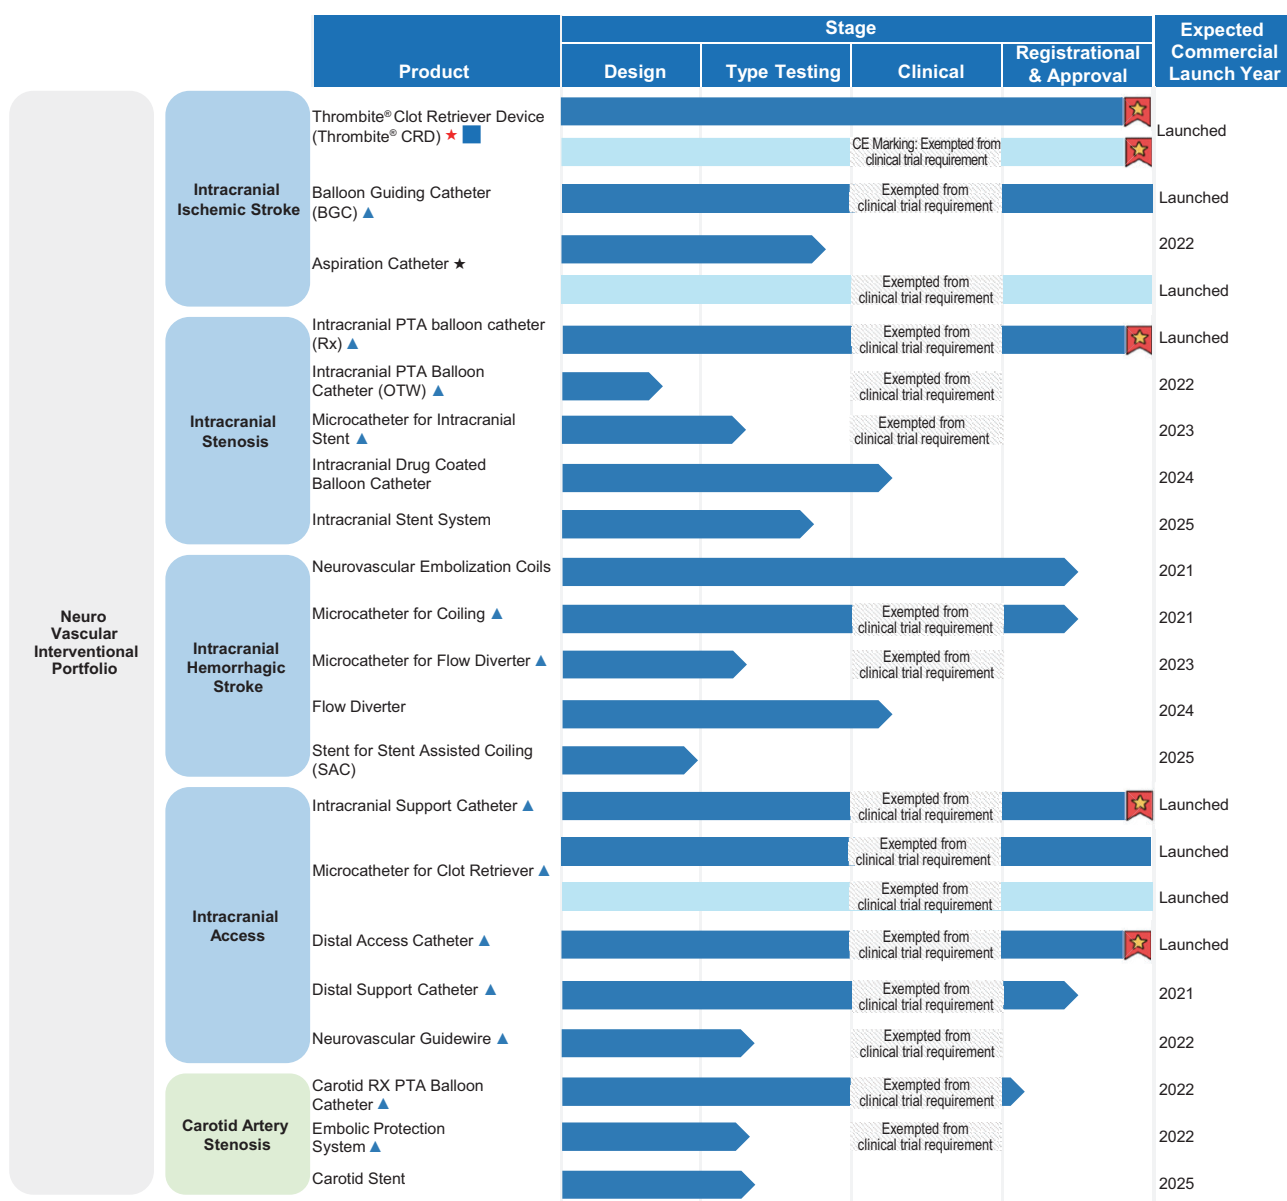 Product
Stage
Design
Type Testing
Clinical
Registrational
& Approval
Expected
Commercial
Launch Year
Neuro
Vascular
Interventional
Portfolio
Intracranial
Ischemic Stroke
Thrombite® Clot Retriever Device
(Thrombite® CRD) ★
Launched
CE Marking: Exempted from
clinical trial requirement
Balloon Guiding Catheter
(BGC) ▲
Exempted from
clinical trial requirement
Launched
Aspiration Catheter ★
2022
Exempted from
clinical trial requirement
Launched
Intracranial
Stenosis
Intracranial PTA balloon catheter
(Rx) ▲
Exempted from
clinical trial requirement
Launched
Intracranial PTA Balloon
Catheter (OTW) ▲
Exempted from
clinical trial requirement
2022
Microcatheter for Intracranial
Stent ▲
Exempted from
clinical trial requirement
2023
Intracranial Drug Coated
Balloon Catheter
2024
Intracranial Stent System
2025
Intracranial
Hemorrhagic
Stroke
Neurovascular Embolization Coils
2021
Microcatheter for Coiling ▲
Exempted from
clinical trial requirement
2021
Microcatheter for Flow Diverter ▲
Exempted from
clinical trial requirement
2023
Flow Diverter
2024
Stent for Stent Assisted Coiling
(SAC)
2025
Intracranial
Access
Intracranial Support Catheter ▲
Exempted from
clinical trial requirement
Launched
Microcatheter for Clot Retriever ▲
Exempted from
clinical trial requirement
Launched
Exempted from
clinical trial requirement
Launched
Distal Access Catheter ▲
Exempted from
clinical trial requirement
Launched
Distal Support Catheter ▲
Exempted from
clinical trial requirement
2021
Neurovascular Guidewire ▲
Exempted from
clinical trial requirement
2022
Carotid Artery
Stenosis
Carotid RX PTA Balloon
Catheter ▲
Exempted from
clinical trial requirement
2022
Embolic Protection
System ▲
Exempted from
clinical trial requirement
2022
Carotid Stent
2025